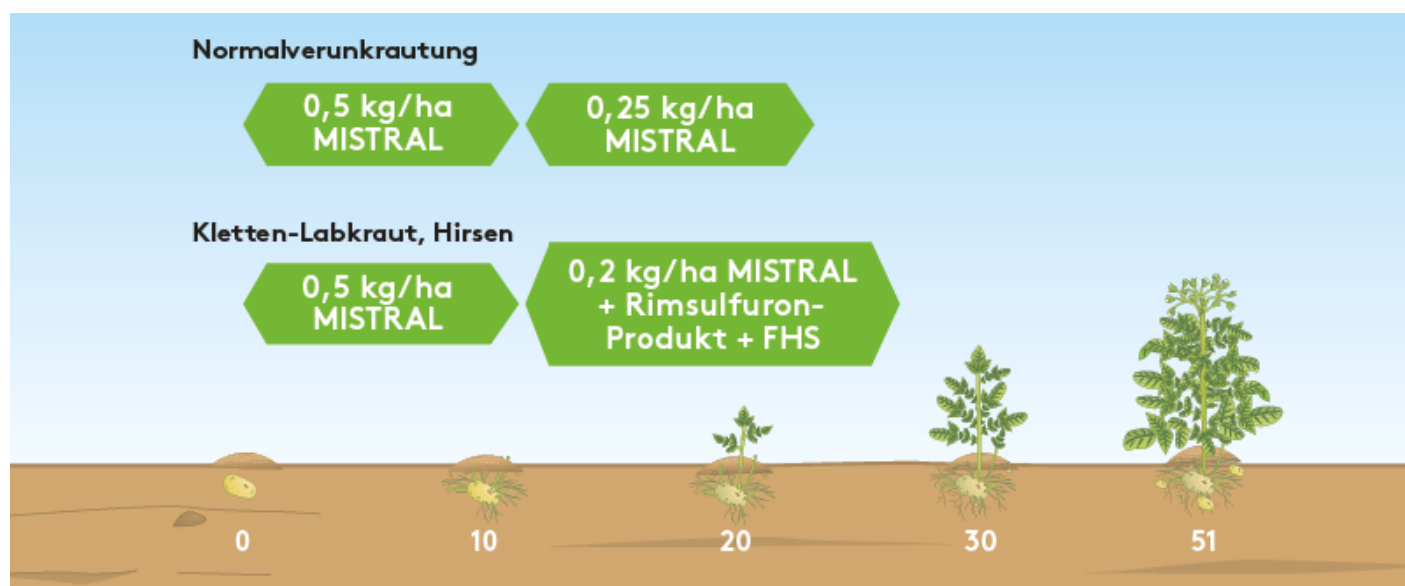 Normalverunkrautung
0,5 kg/ha
MISTRAL
0,25 kg/ha
MISTRAL
Kletten-Labkraut, Hirsen
0,5 kg/ha
MISTRAL
0,2 kg/ha MISTRAL
+ Rimsulfuron-
Produkt + FHS
0 10 20 30 51